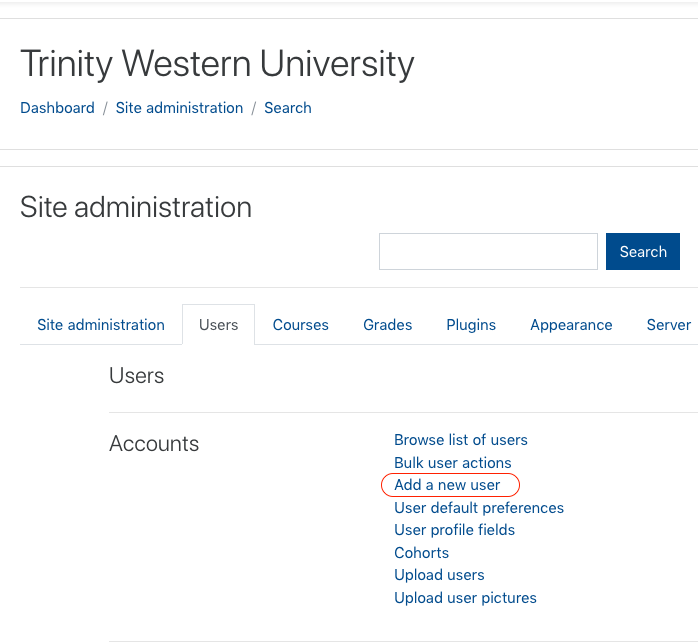 Trinity Western University
Dashboard / Site administration / Search
Site administration
Search
Site administration Users Courses Grades Plugins Appearance Server
Users
Accounts
Browse list of users
Bulk user actions
Add a new user
User default preferences
User profile fields
Cohorts
Upload users
Upload user pictures